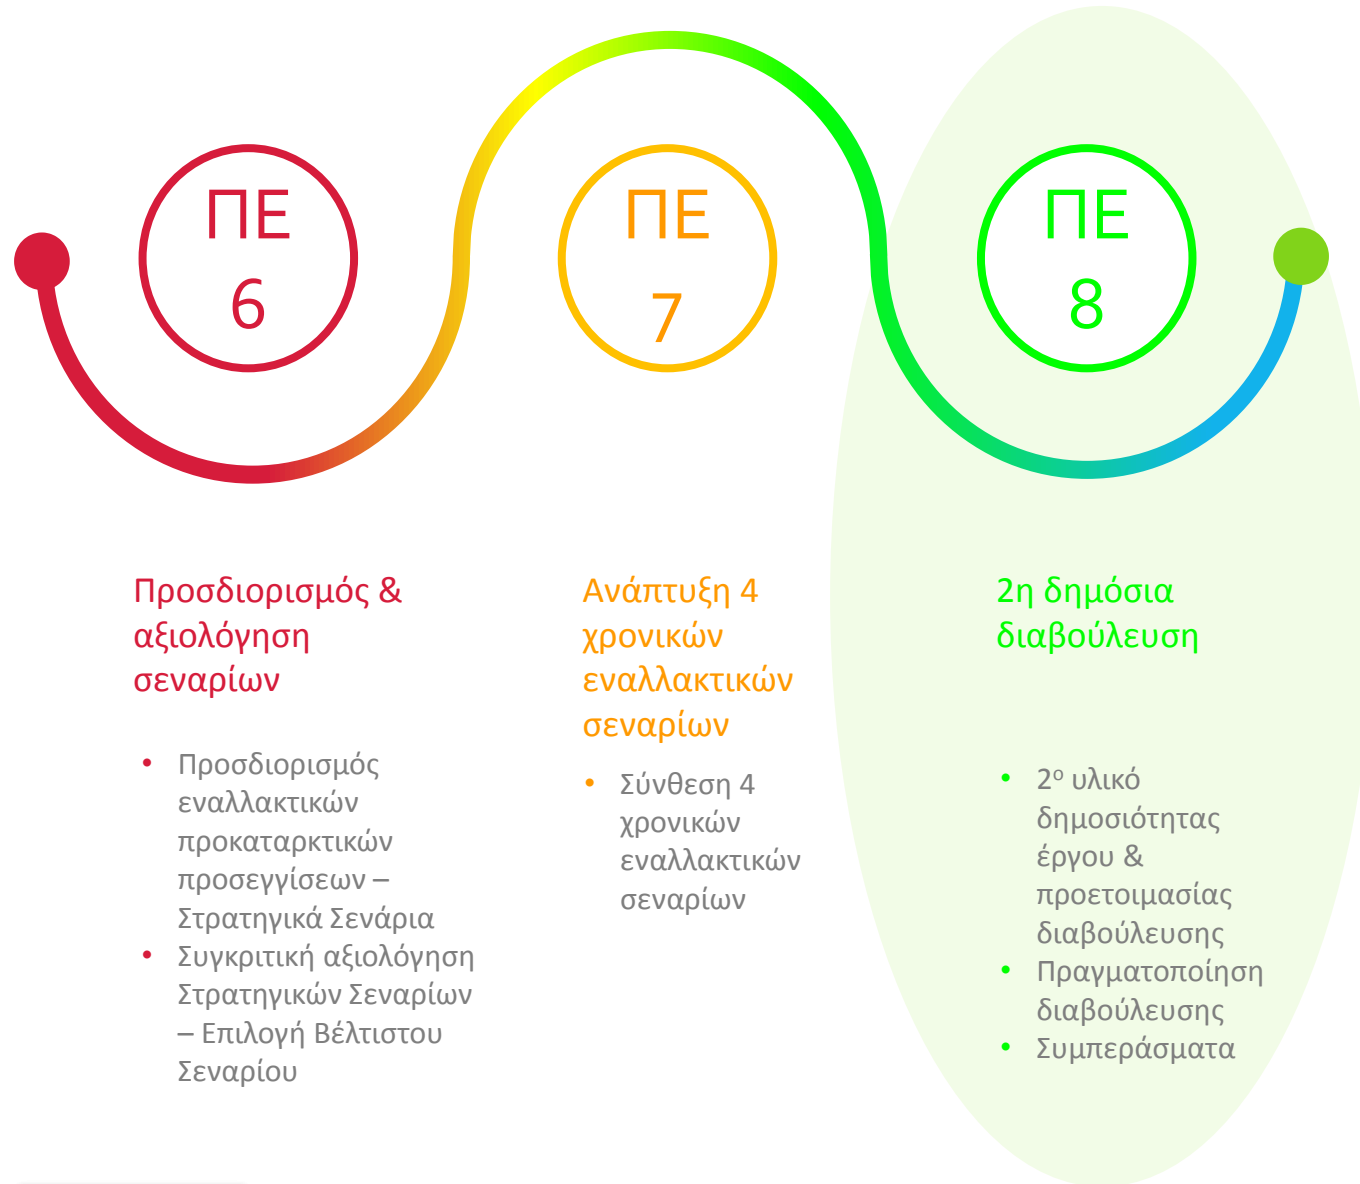 ΠΕ
6
ΠΕ
7
ΠΕ
8
Προσδιορισμός &
αξιολόγηση
σεναρίων
• Προσδιορισμός
εναλλακτικών
προκαταρκτικών
προσεγγίσεων –
Στρατηγικά Σενάρια
• Συγκριτική αξιολόγηση
Στρατηγικών Σεναρίων
– Επιλογή Βέλτιστου
Σεναρίου
Ανάπτυξη 4
χρονικών
εναλλακτικών
σεναρίων
• Σύνθεση 4
χρονικών
εναλλακτικών
σεναρίων
2η δημόσια
διαβούλευση
• 2ο υλικό
δημοσιότητας
έργου &
προετοιμασίας
διαβούλευσης
• Πραγματοποίηση
διαβούλευσης
• Συμπεράσματα